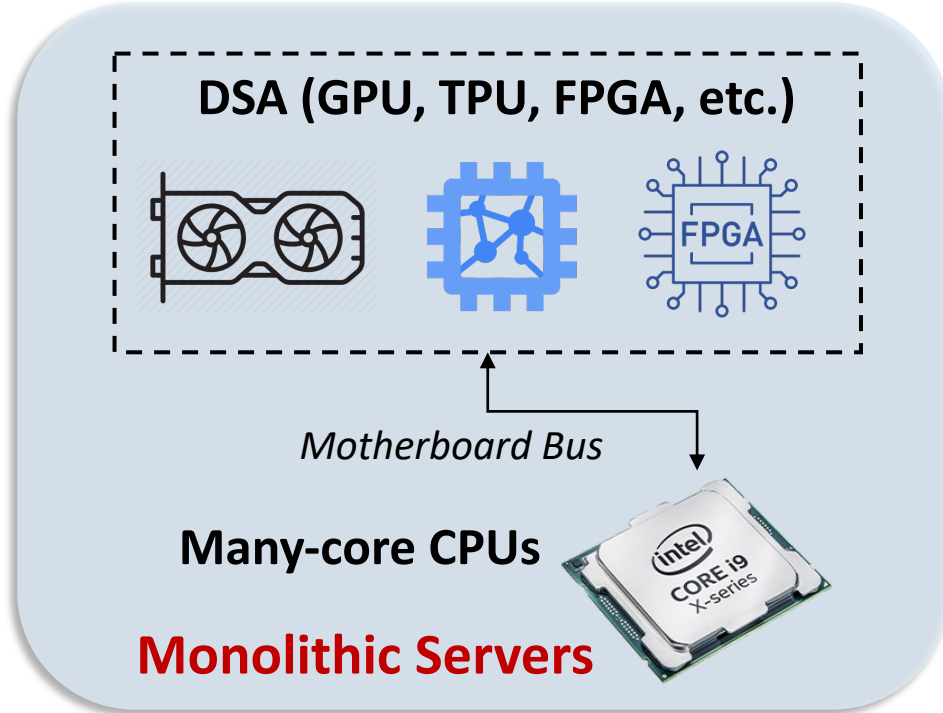 DSA (GPU, TPU, FPGA, etc.)
FPGA
Motherboard Bus
Many-core CPUs
intel
CORE i9
X-series
Monolithic Servers